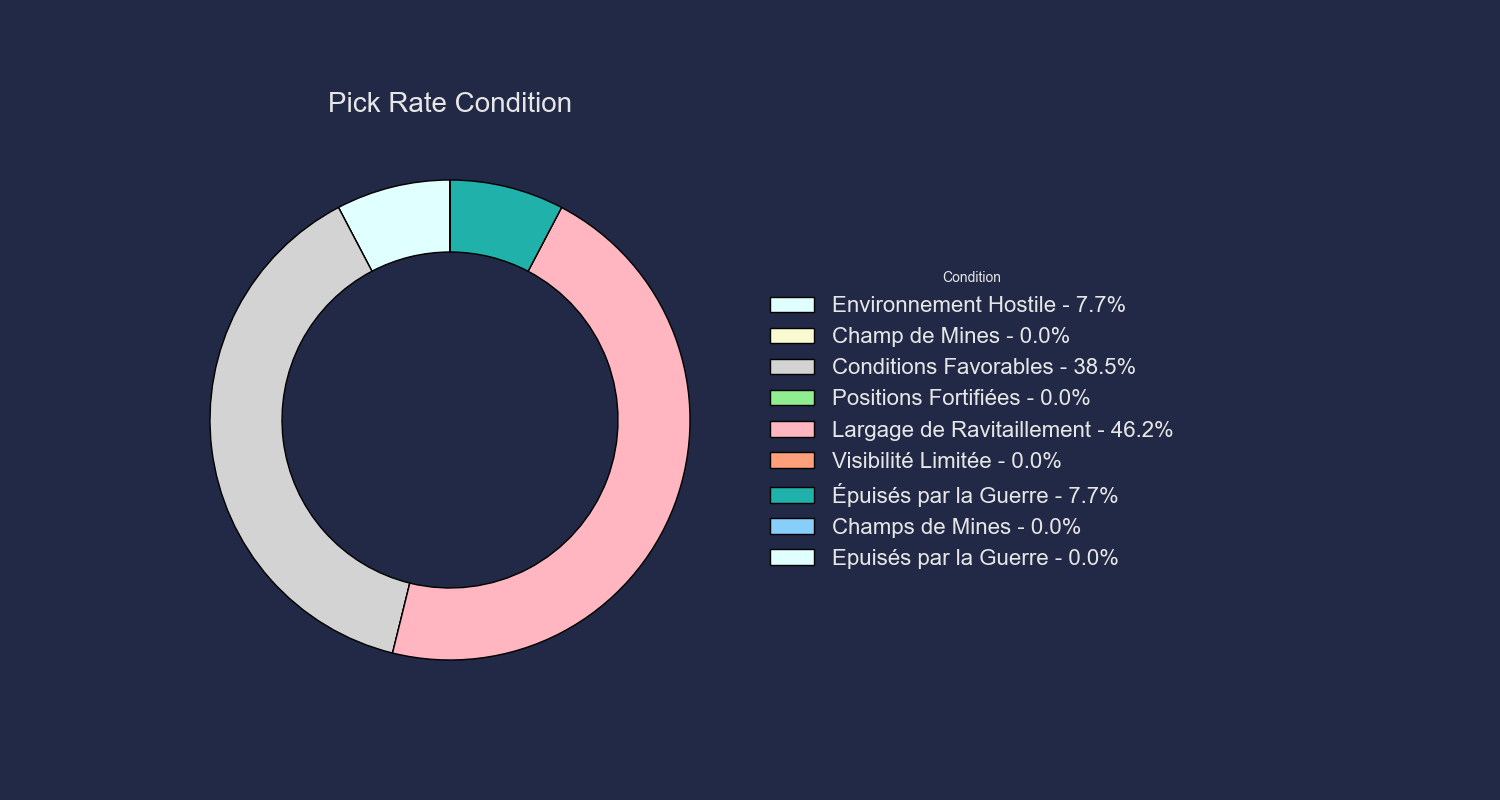 Pick Rate Condition
Condition
Environnement Hostile - 7.7%
Champ de Mines - 0.0%
Conditions Favorables - 38.5%
Positions Fortifiées - 0.0%
Largage de Ravitaillement - 46.2%
Visibilité Limitée - 0.0%
Épuisés par la Guerre - 7.7%
Champs de Mines - 0.0%
Epuisés par la Guerre - 0.0%